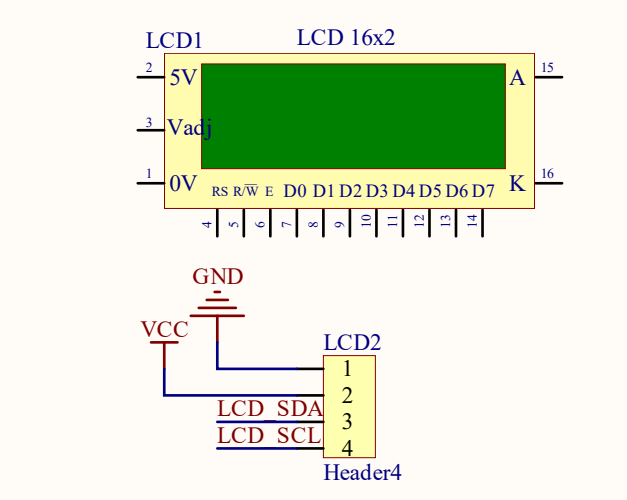 LCD1 LCD 16x2
2 5V A 15
3 Vadj
1 0V K 16
RS R/W̅ E D0 D1 D2 D3 D4 D5 D6 D7
4 5 6 7 8 9 10 11 12 13 14
GND
VCC
LCD2
1
2
LCD_SDA 3
LCD_SCL 4
Header4